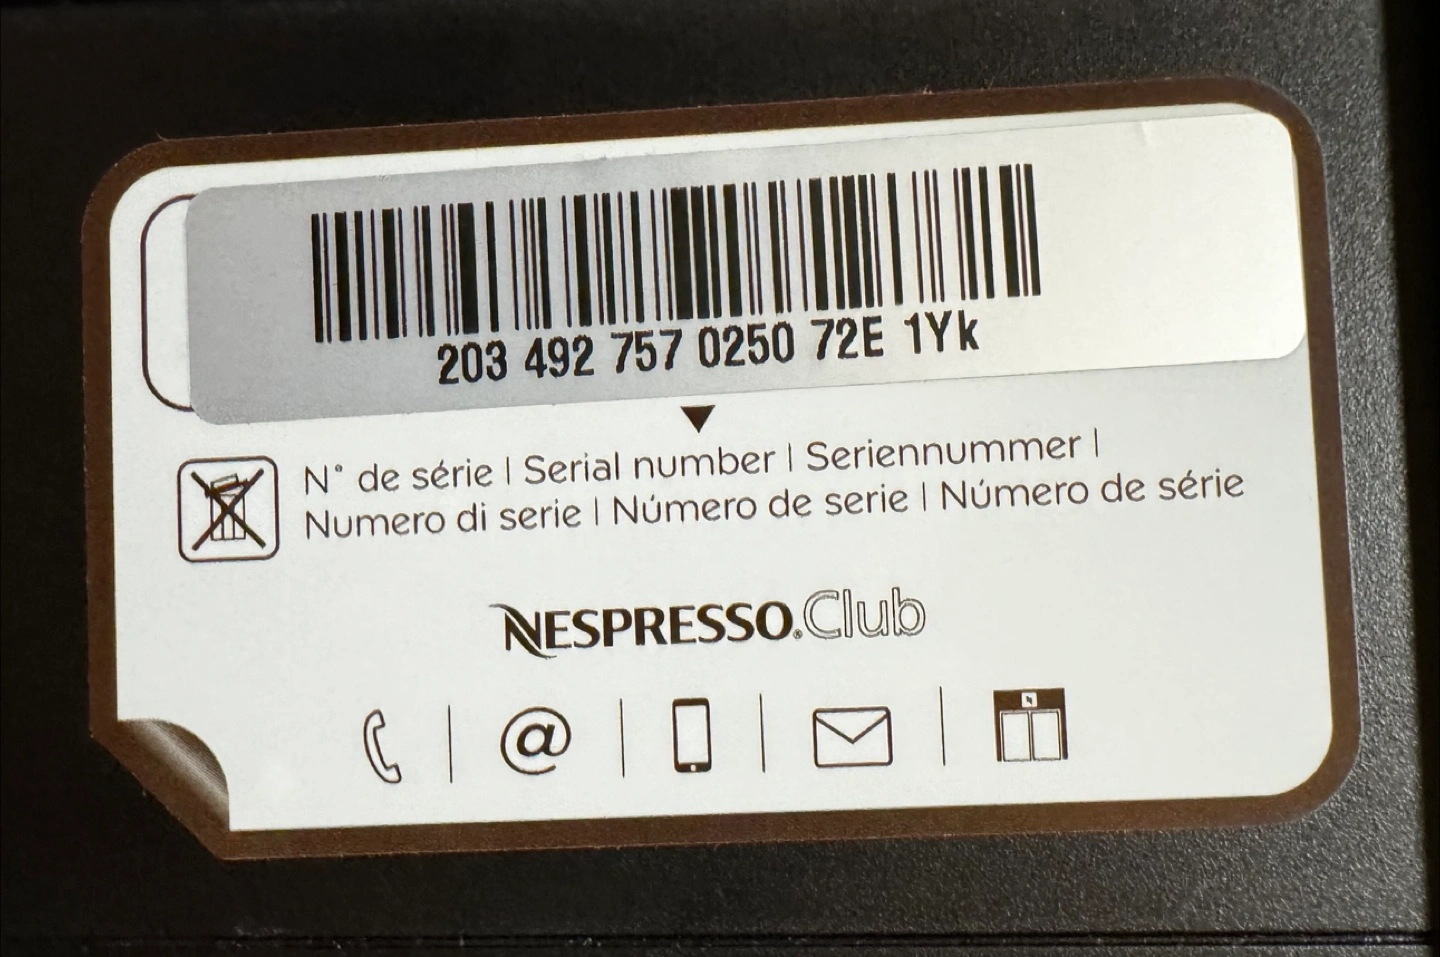 203 492 757 0250 72E 1Yk
N° de série | Serial number | Seriennummer |
Numero di serie | Número de serie | Número de série
NESPRESSO.Club
@